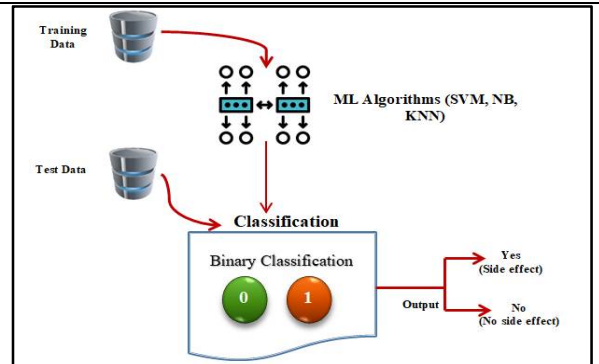 Training
Data
ML Algorithms (SVM, NB,
KNN)
Test Data
Classification
Binary Classification
0
1
Output
Yes
(Side effect)
No
(No side effect)